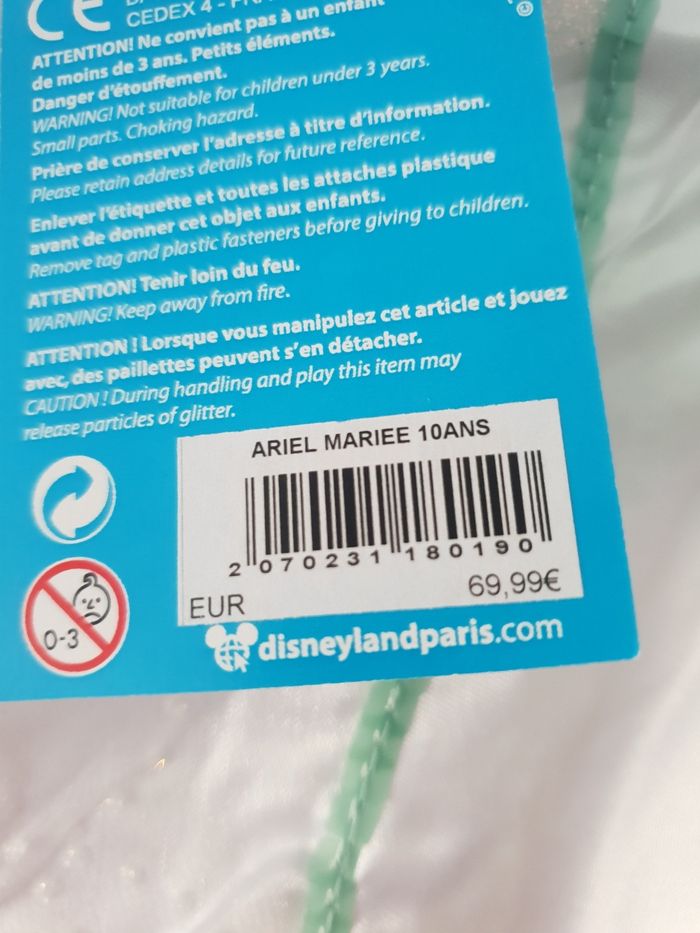 CE
CEDEX 4 -
ATTENTION! Ne convient pas à un enfant
de moins de 3 ans. Petits éléments.
Danger d'étouffement.
WARNING! Not suitable for children under 3 years.
Small parts. Choking hazard.
Prière de conserver l'adresse à titre d'information.
Please retain address details for future reference.
Enlever l'étiquette et toutes les attaches plastique
avant de donner cet objet aux enfants.
Remove tag and plastic fasteners before giving to children.
ATTENTION! Tenir loin du feu.
WARNING! Keep away from fire.
ATTENTION ! Lorsque vous manipulez cet article et jouez
avec, des paillettes peuvent s'en détacher.
CAUTION ! During handling and play this item may
release particles of glitter.
ARIEL MARIEE 10ANS
2 070231 180190
EUR 69,99€
0-3
disneylandparis.com